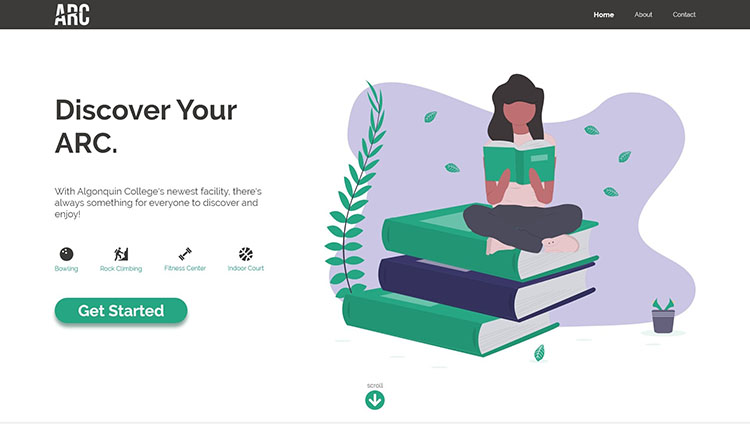 ARC
Home
About
Contact
Discover Your
ARC.
With Algonquin College's newest facility, there's
always something for everyone to discover and
enjoy!
Bowling
Rock Climbing
Fitness Center
Indoor Court
Get Started
scroll